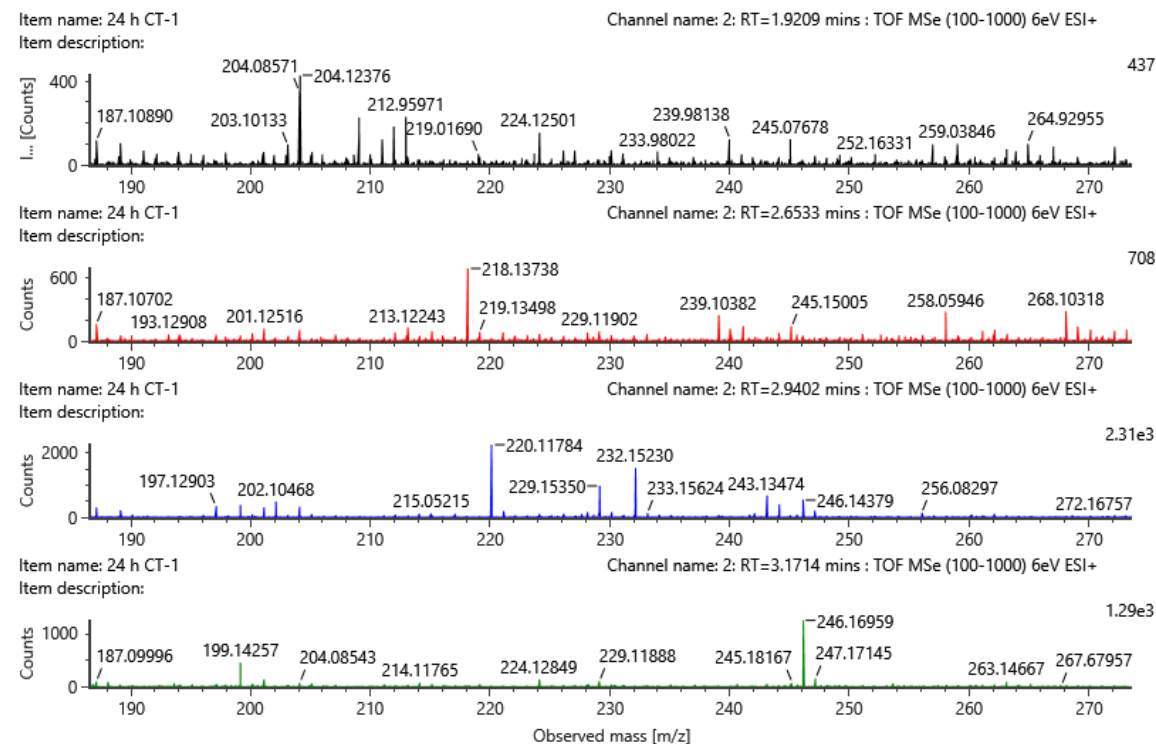 Item name: 24 h CT-1 Channel name: 2: RT=1.9209 mins : TOF MSe (100-1000) 6eV ESI+
Item description:
437
I... [Counts]
400
0
204.08571
204.12376
187.10890
203.10133
212.95971
219.01690
224.12501
233.98022
239.98138
245.07678
252.16331
259.03846
264.92955
190 200 210 220 230 240 250 260 270
Item name: 24 h CT-1 Channel name: 2: RT=2.6533 mins : TOF MSe (100-1000) 6eV ESI+
Item description:
708
Counts
600
0
187.10702
193.12908
201.12516
213.12243
218.13738
219.13498
229.11902
239.10382
245.15005
258.05946
268.10318
190 200 210 220 230 240 250 260 270
Item name: 24 h CT-1 Channel name: 2: RT=2.9402 mins : TOF MSe (100-1000) 6eV ESI+
Item description:
2.31e3
Counts
2000
0
197.12903
202.10468
215.05215
220.11784
229.15350
232.15230
233.15624
243.13474
246.14379
256.08297
272.16757
190 200 210 220 230 240 250 260 270
Item name: 24 h CT-1 Channel name: 2: RT=3.1714 mins : TOF MSe (100-1000) 6eV ESI+
Item description:
1.29e3
Counts
1000
0
187.09996
199.14257
204.08543
214.11765
224.12849
229.11888
245.18167
246.16959
247.17145
263.14667
267.67957
190 200 210 220 230 240 250 260 270
Observed mass [m/z]